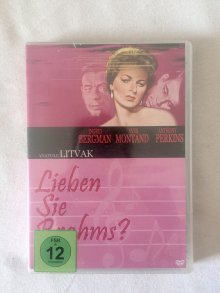 INGRID YVES ANTHONY
BERGMAN MONTAND PERKINS
ANATOLE LITVAK
Lieben
Sie
Brahms?
FSK
12
DVD